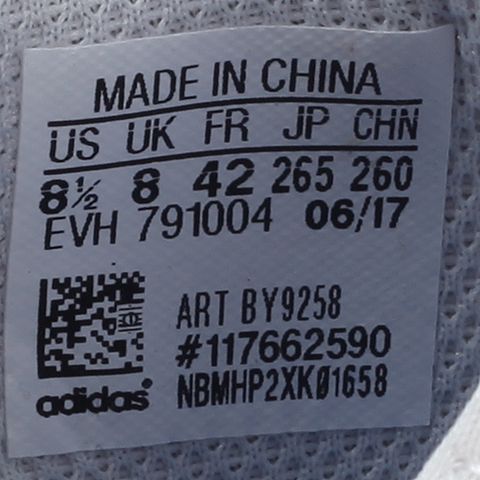 MADE IN CHINA
US UK FR JP CHN
8½ 8 42 265 260
EVH 791004 06/17
ART BY9258
#117662590
adidas NBMHP2XKØ1658